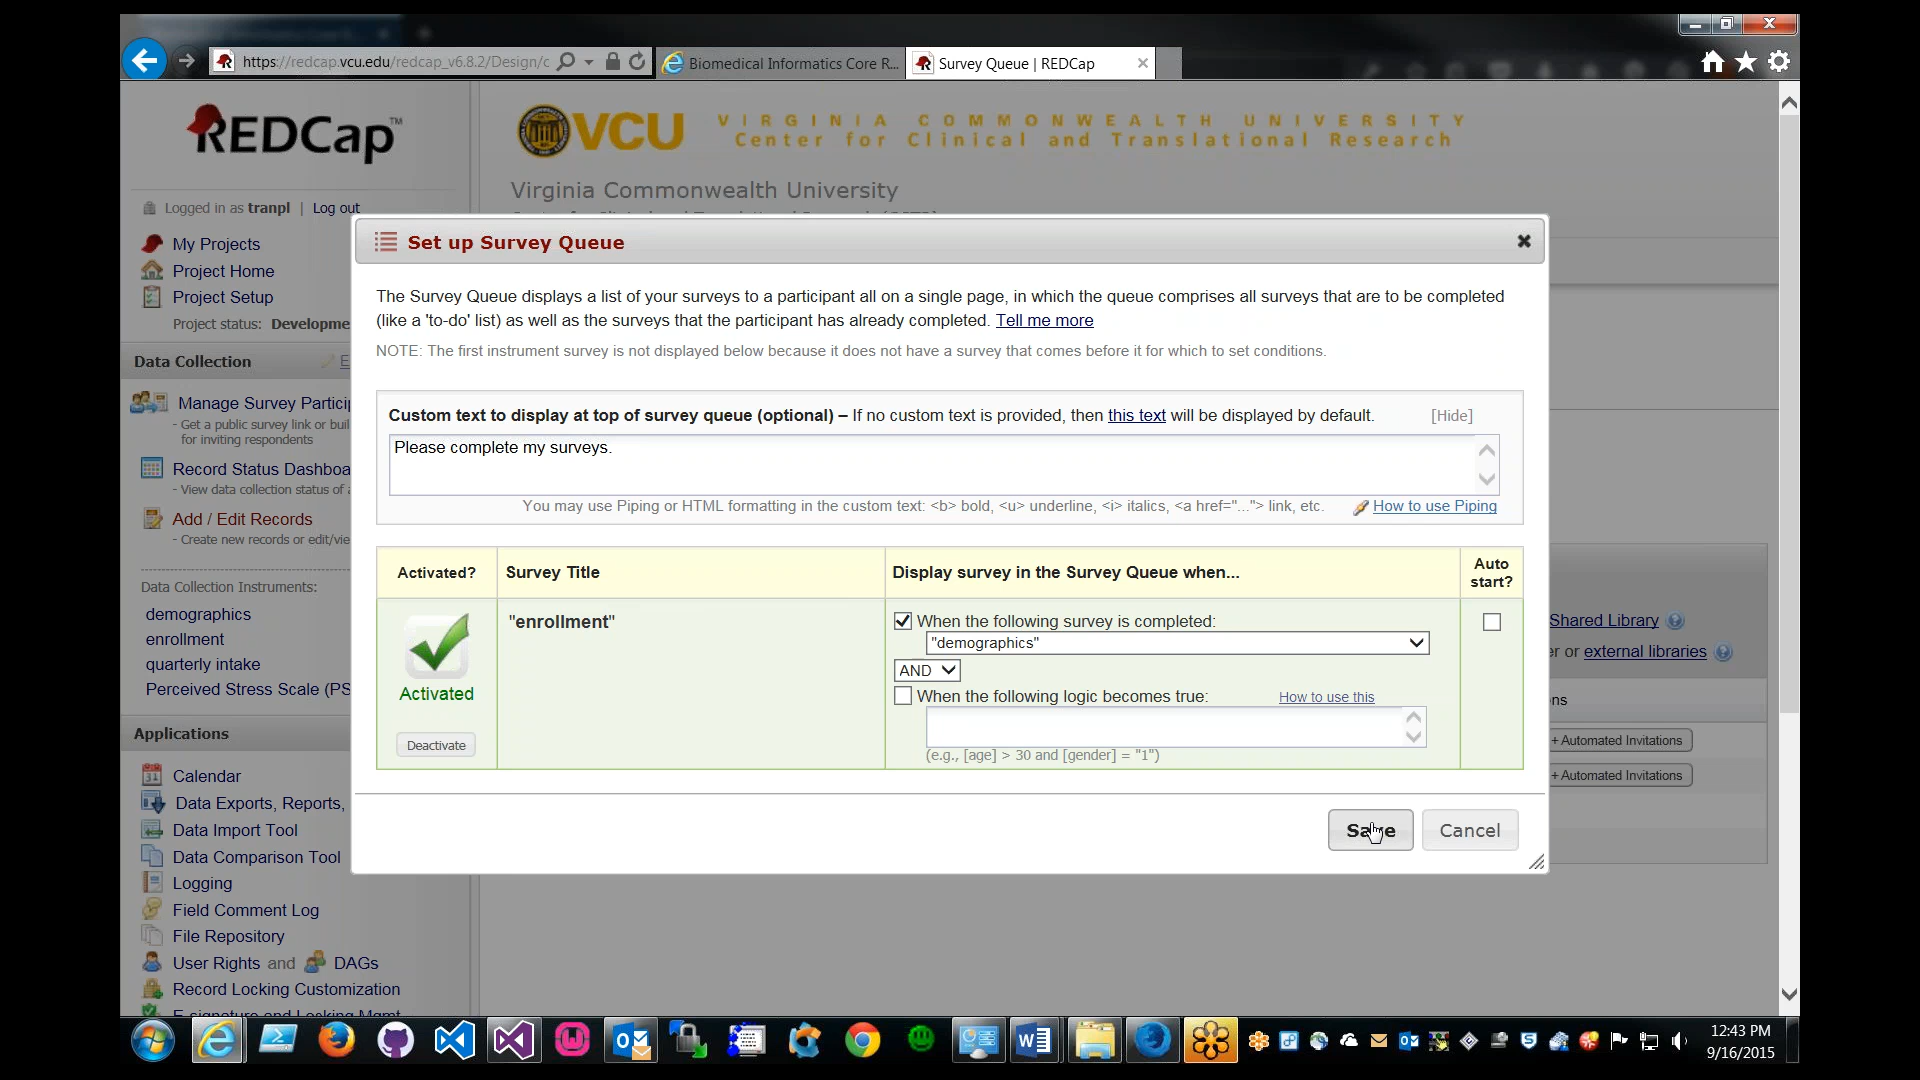 https://redcap.vcu.edu/redcap_v6.8.2/Design/c
Biomedical Informatics Core R...
Survey Queue | REDCap
REDCap™
VCU
VIRGINIA COMMONWEALTH UNIVERSITY
Center for Clinical and Translational Research
Virginia Commonwealth University
Logged in as tranpl | Log out
My Projects
Project Home
Project Setup
Project status: Developme
Data Collection
E
Manage Survey Particip
- Get a public survey link or buil
for inviting respondents
Record Status Dashboa
- View data collection status of a
Add / Edit Records
- Create new records or edit/vie
Data Collection Instruments:
demographics
enrollment
quarterly intake
Perceived Stress Scale (PS
Applications
Calendar
Data Exports, Reports,
Data Import Tool
Data Comparison Tool
Logging
Field Comment Log
File Repository
User Rights and DAGs
Record Locking Customization
E-signature and Locking Mgmt
Set up Survey Queue
The Survey Queue displays a list of your surveys to a participant all on a single page, in which the queue comprises all surveys that are to be completed
(like a 'to-do' list) as well as the surveys that the participant has already completed. Tell me more
NOTE: The first instrument survey is not displayed below because it does not have a survey that comes before it for which to set conditions.
Custom text to display at top of survey queue (optional) – If no custom text is provided, then this text will be displayed by default. [Hide]
Please complete my surveys.
You may use Piping or HTML formatting in the custom text: <b> bold, <u> underline, <i> italics, <a href="..."> link, etc. How to use Piping
Activated? Survey Title Display survey in the Survey Queue when... Auto start?
Activated
Deactivate
"enrollment"
When the following survey is completed:
"demographics"
AND
When the following logic becomes true: How to use this
(e.g., [age] > 30 and [gender] = "1")
Save Cancel
Shared Library
er or external libraries
ns
+ Automated Invitations
+ Automated Invitations
12:43 PM
9/16/2015